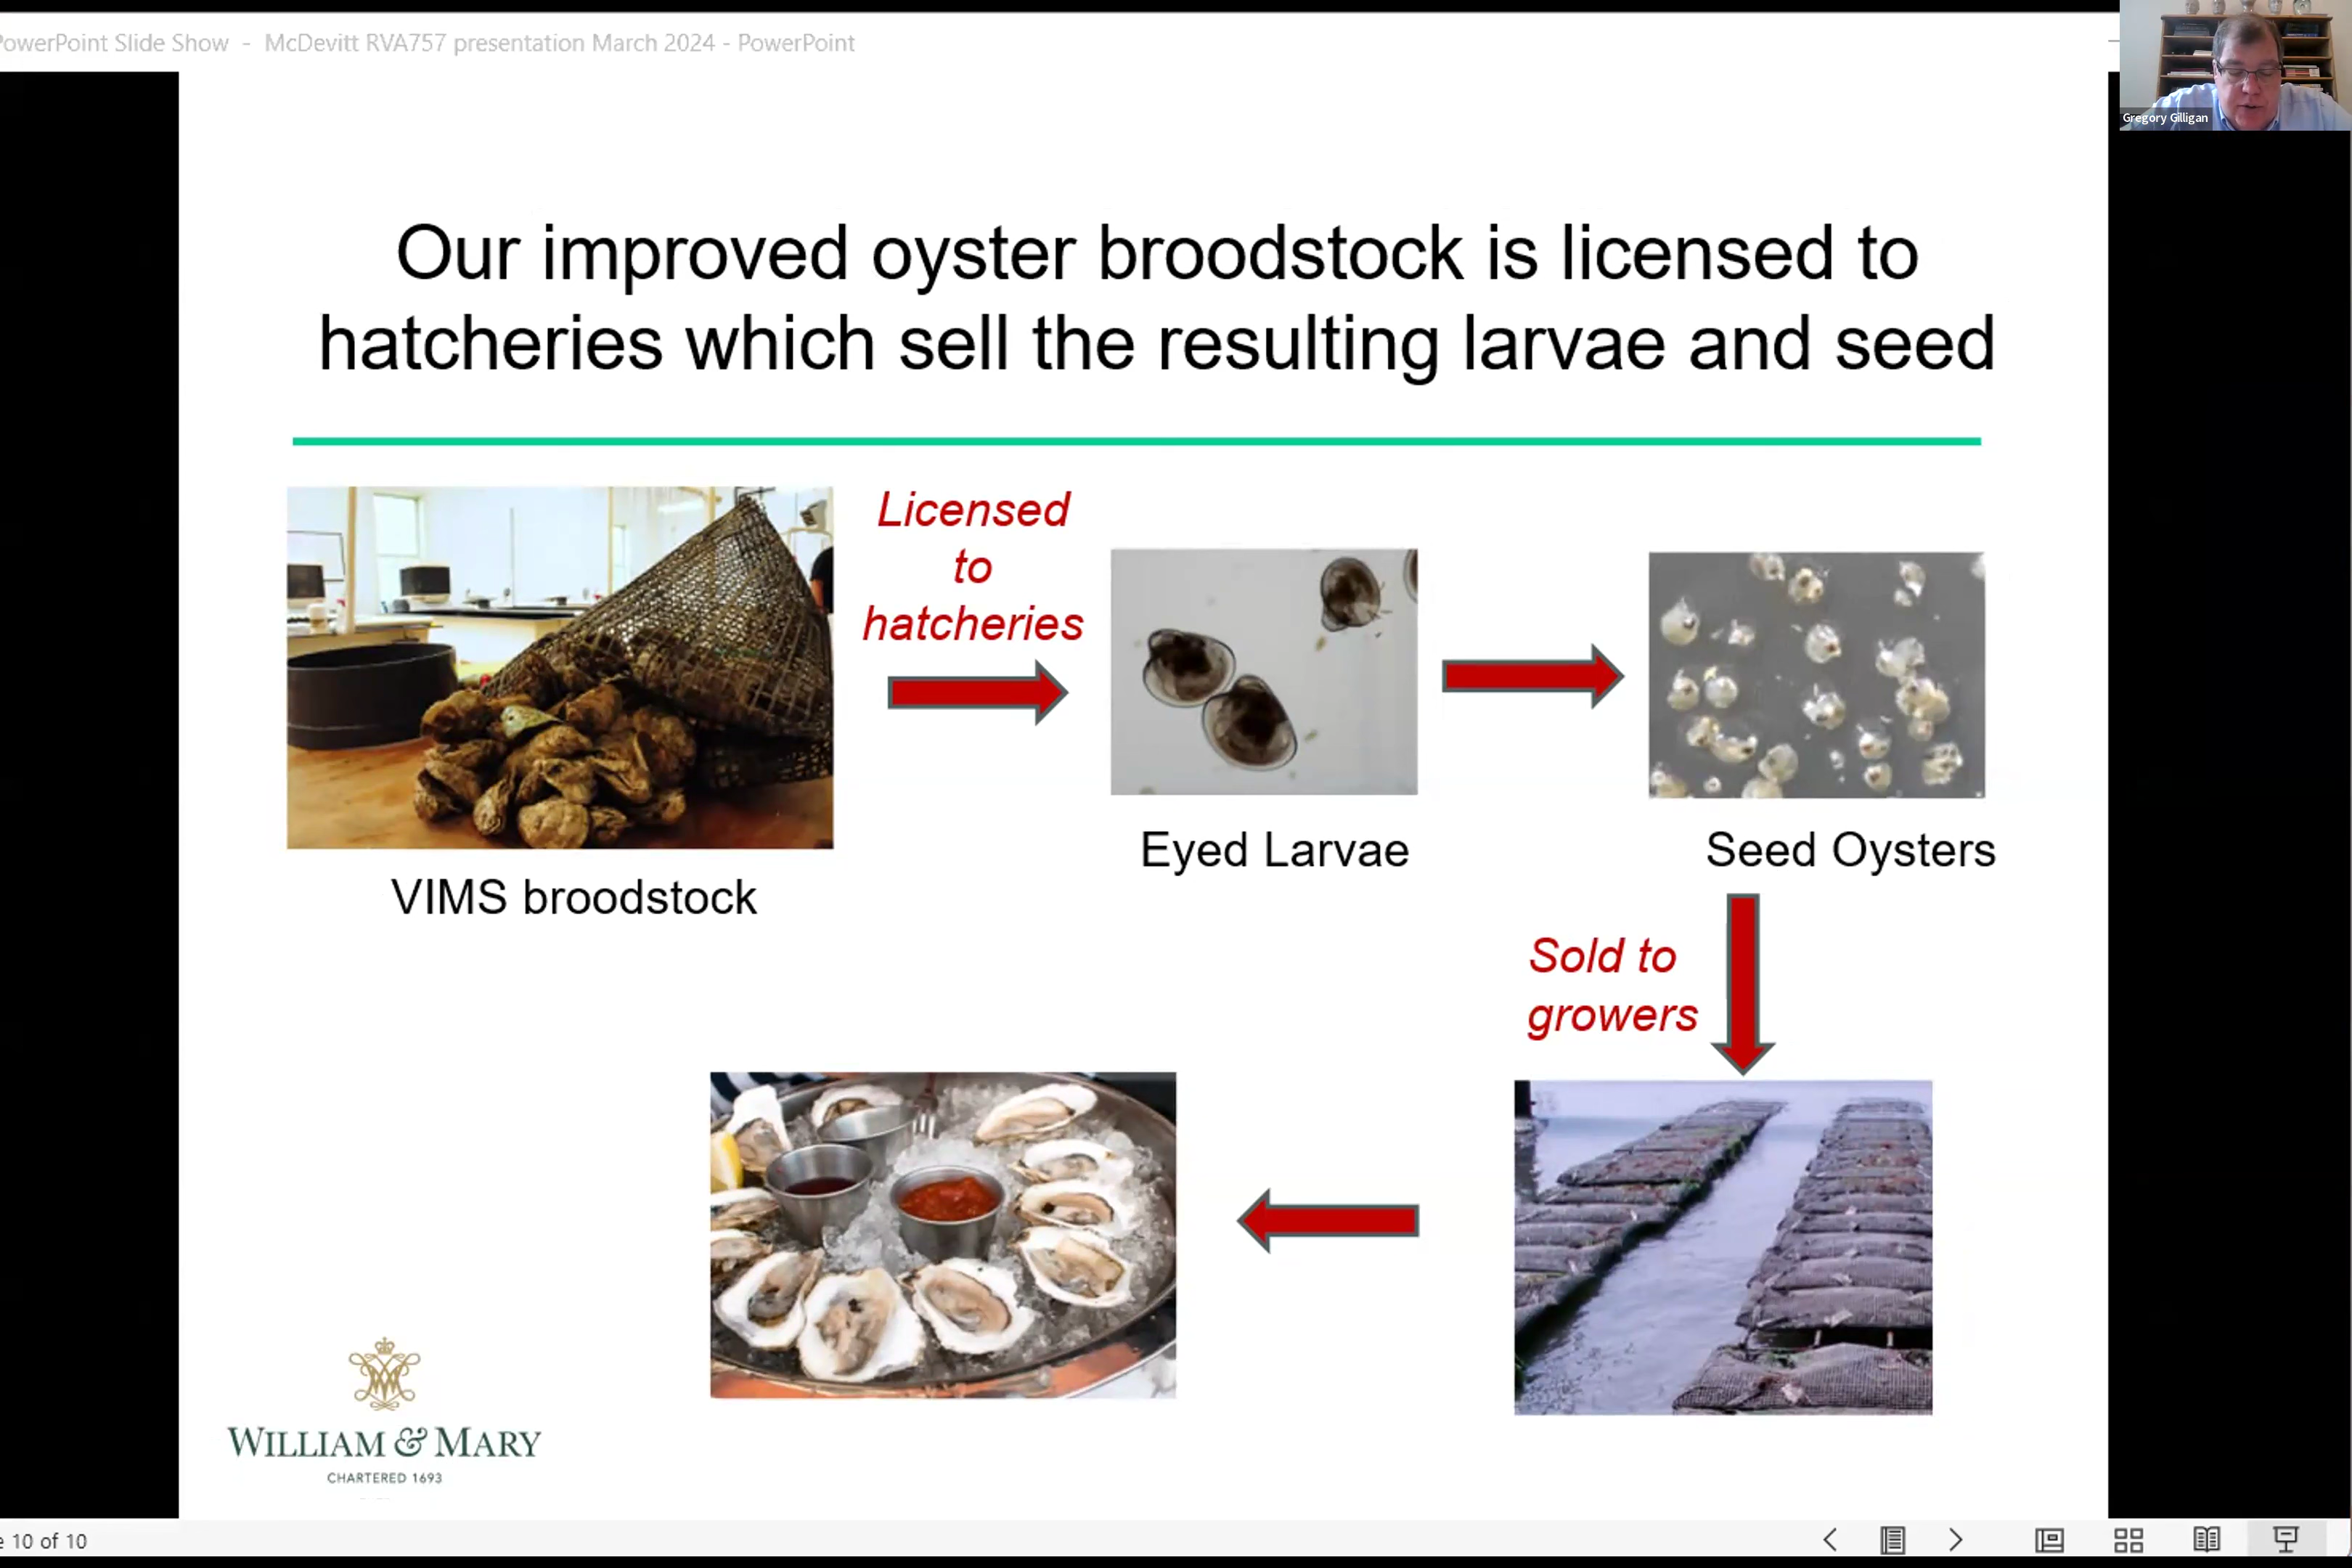 PowerPoint Slide Show - McDevitt RVA757 presentation March 2024 - PowerPoint
Gregory Gilligan
Our improved oyster broodstock is licensed to
hatcheries which sell the resulting larvae and seed
Licensed
to
hatcheries
Eyed Larvae
Seed Oysters
VIMS broodstock
Sold to
growers
WILLIAM & MARY
CHARTERED 1693
e 10 of 10